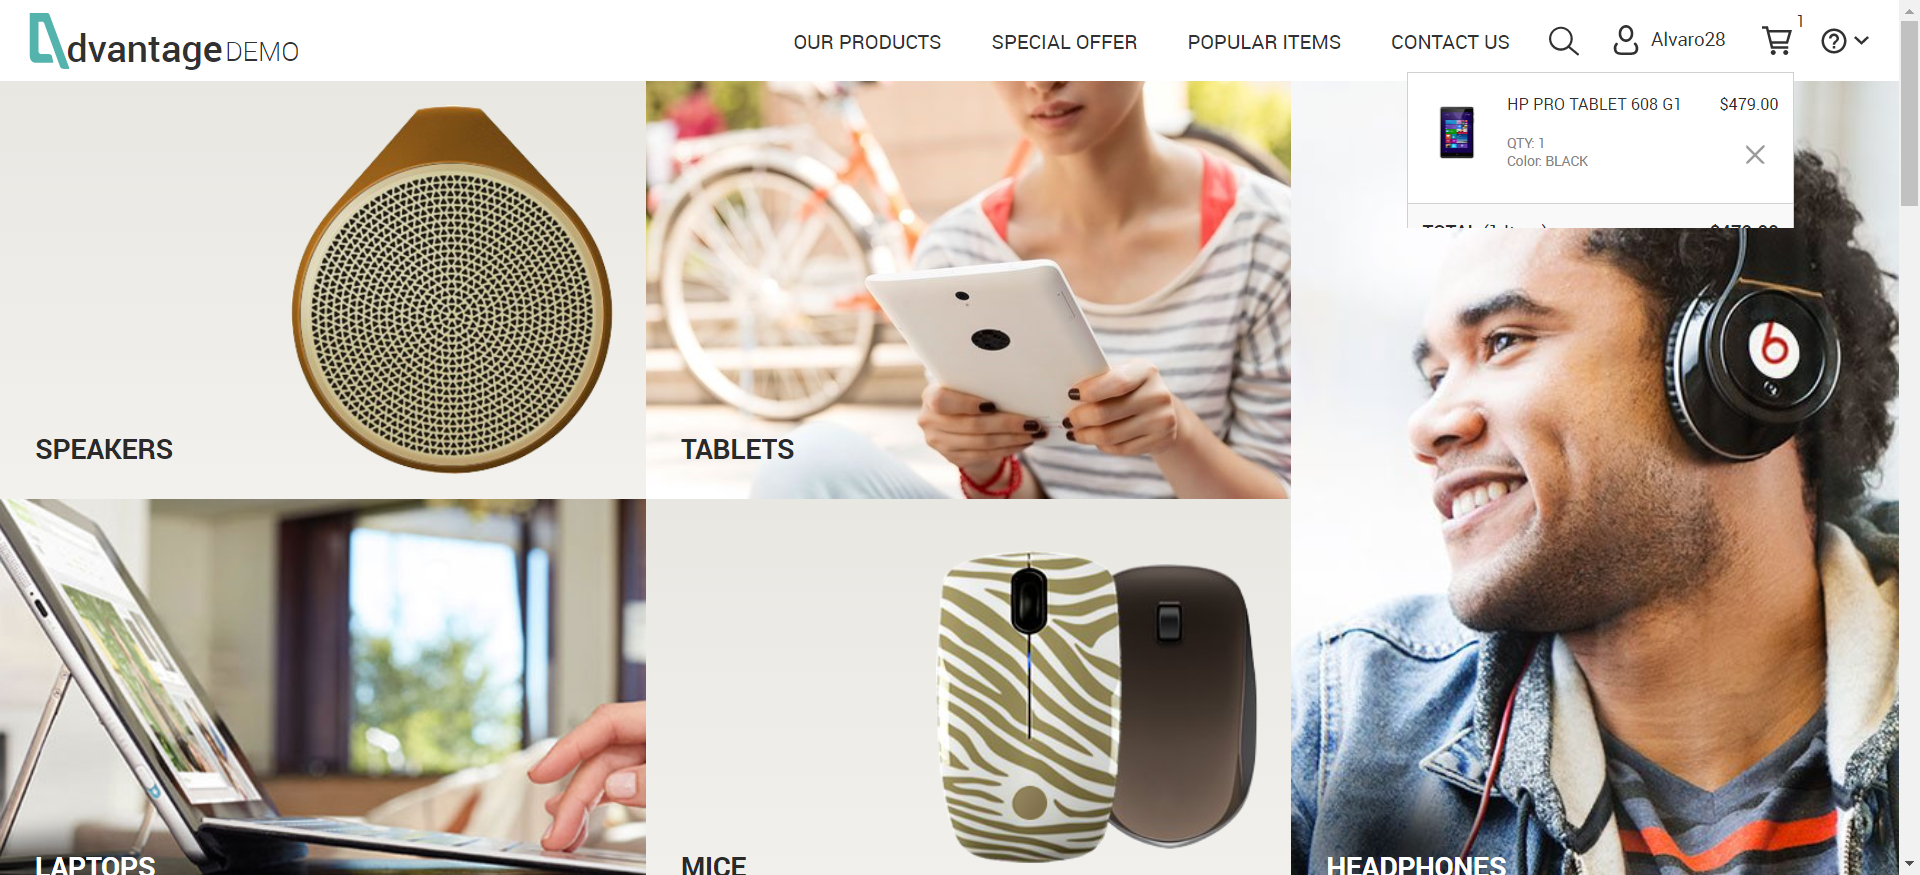 dvantage DEMO
OUR PRODUCTS
SPECIAL OFFER
POPULAR ITEMS
CONTACT US
Alvaro28
1
HP PRO TABLET 608 G1
$479.00
QTY: 1
Color: BLACK
SPEAKERS
TABLETS
LAPTOPS
MICE
HEADPHONES